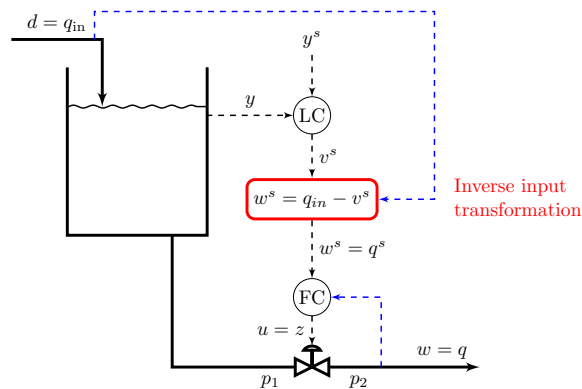 d = q_in
y^s
y
LC
v^s
w^s = q_in − v^s
Inverse input
transformation
w^s = q^s
FC
u = z
w = q
p_1
p_2